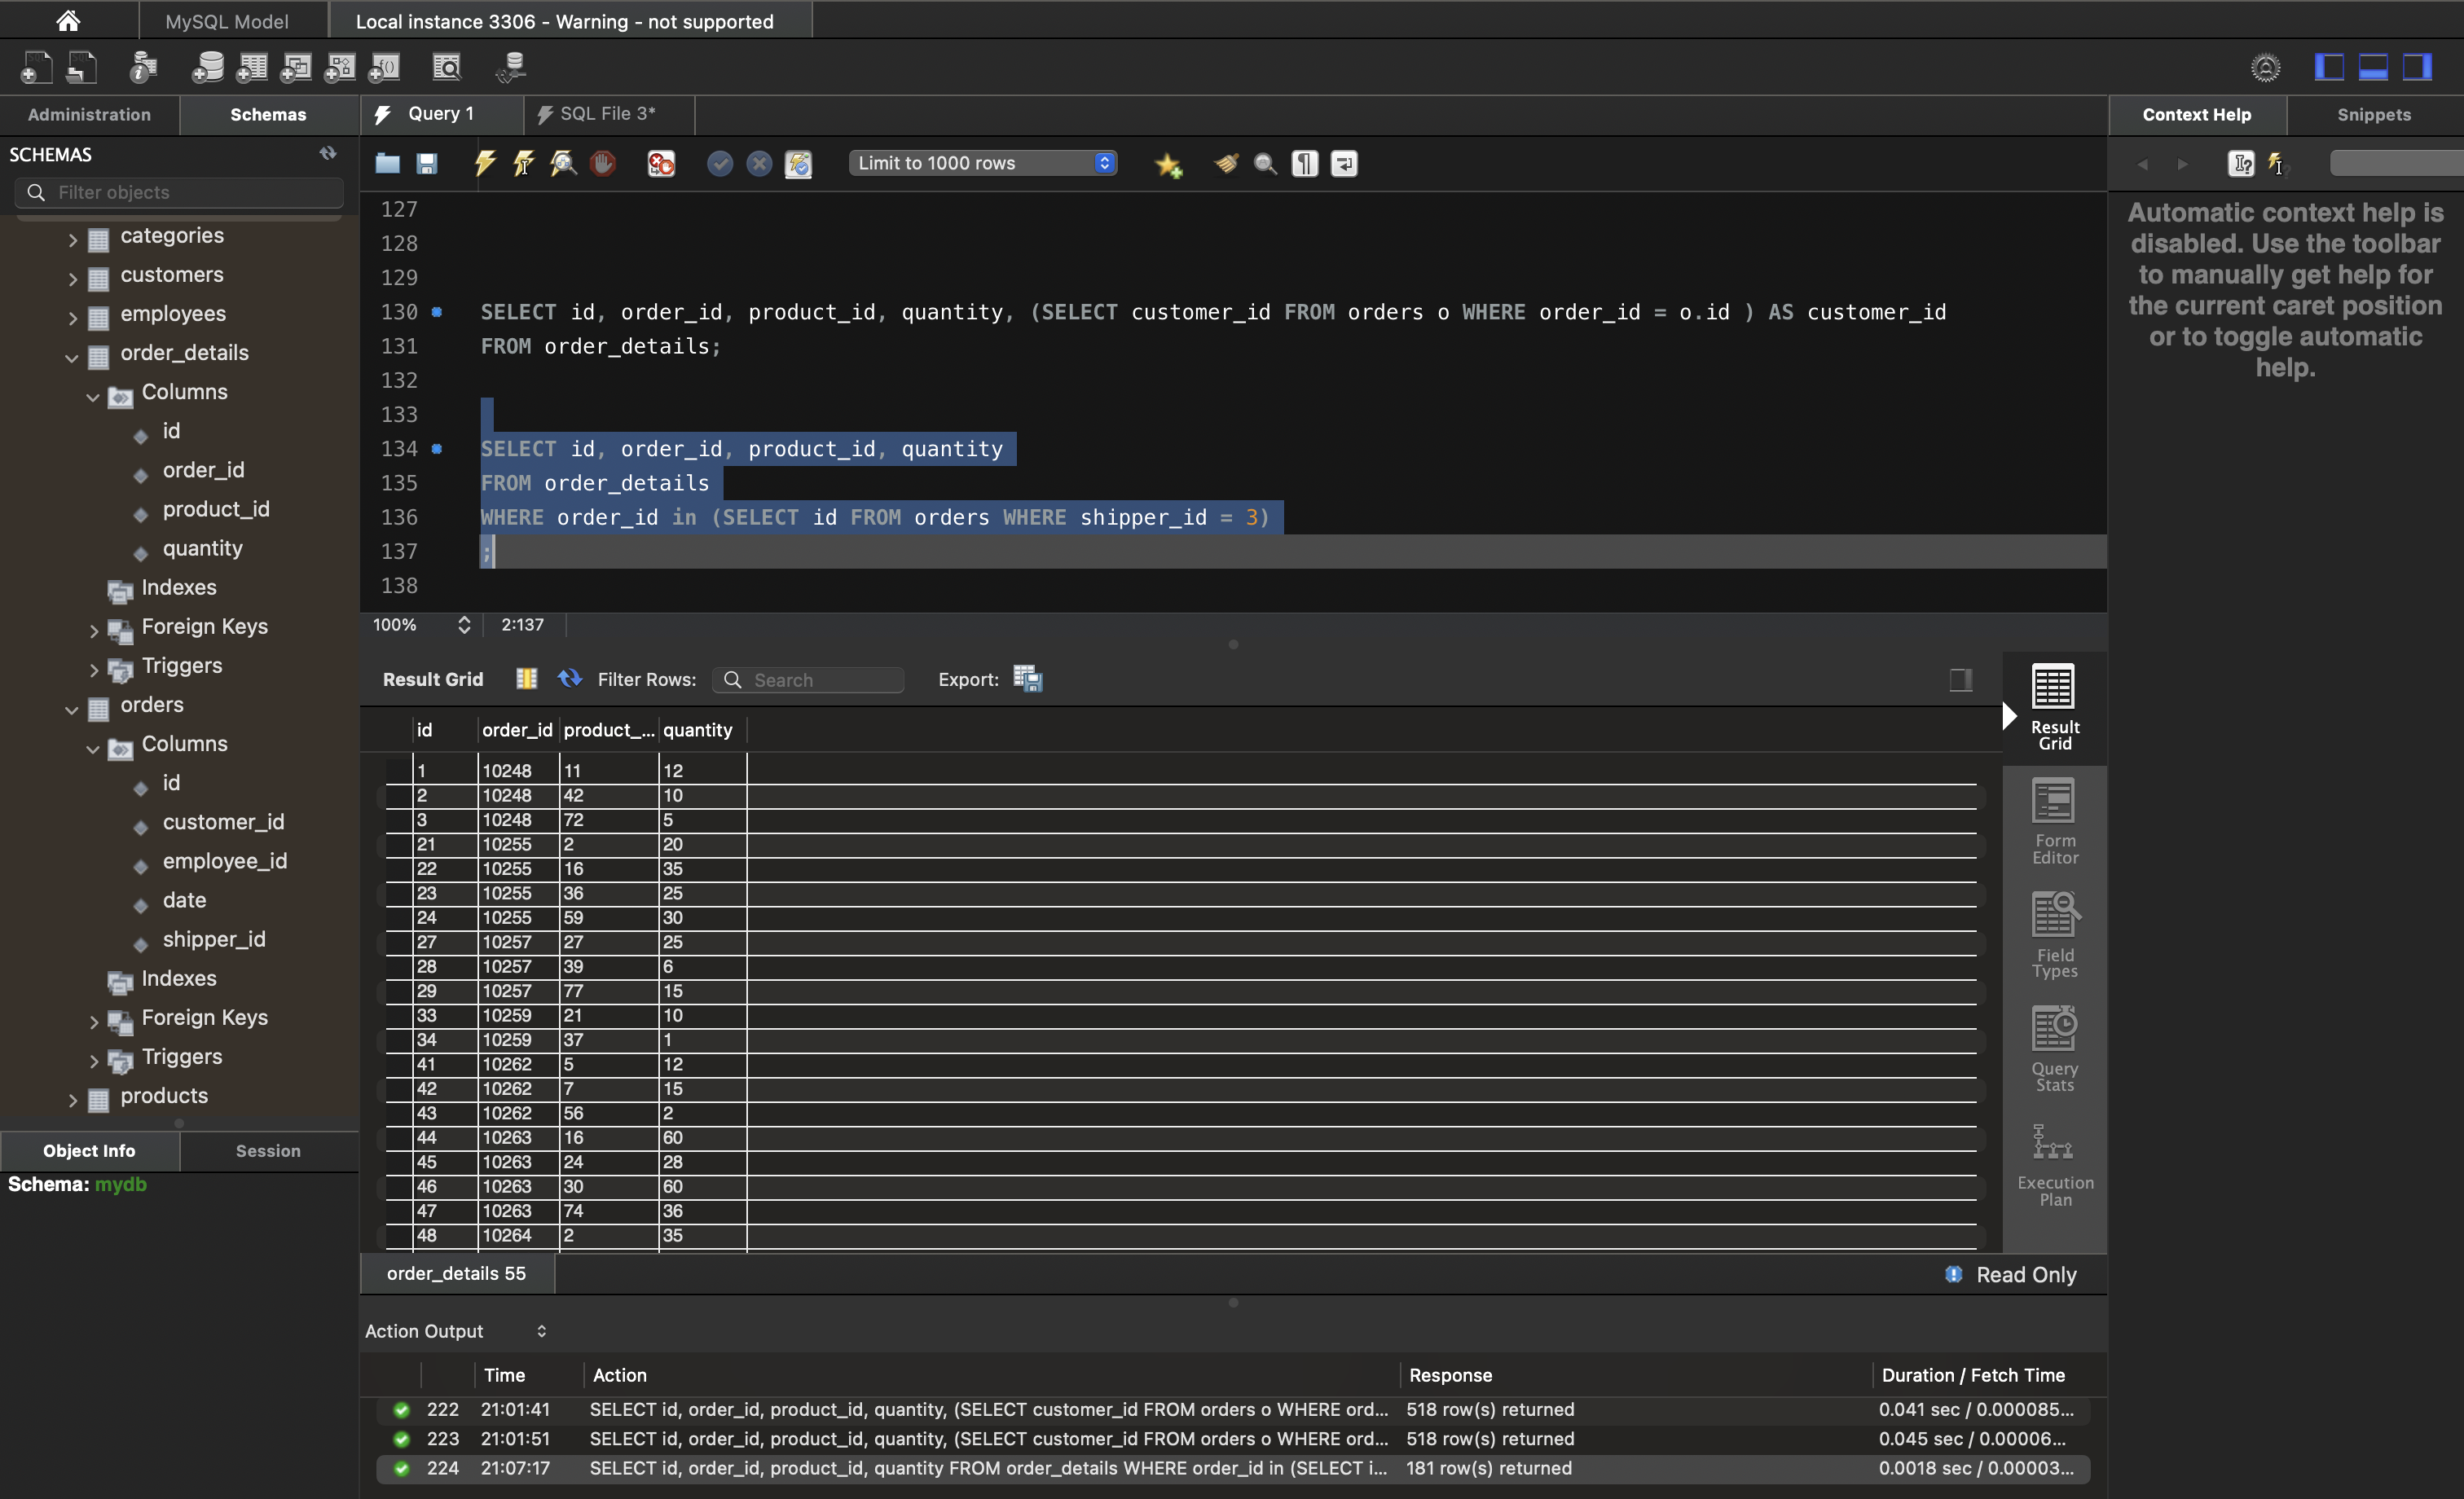 MySQL Model
Local instance 3306 - Warning - not supported
Administration
Schemas
Query 1
SQL File 3*
Context Help
Snippets
SCHEMAS
Filter objects
Limit to 1000 rows
categories
customers
employees
order_details
Columns
id
order_id
product_id
quantity
Indexes
Foreign Keys
Triggers
orders
Columns
id
customer_id
employee_id
date
shipper_id
Indexes
Foreign Keys
Triggers
products
Object Info
Session
Schema: mydb
127
128
129
130 SELECT id, order_id, product_id, quantity, (SELECT customer_id FROM orders o WHERE order_id = o.id ) AS customer_id
131 FROM order_details;
132
133
134 SELECT id, order_id, product_id, quantity
135 FROM order_details
136 WHERE order_id in (SELECT id FROM orders WHERE shipper_id = 3)
137 ;
138
100%
2:137
Automatic context help is
disabled. Use the toolbar
to manually get help for
the current caret position
or to toggle automatic
help.
Result Grid
Filter Rows:
Search
Export:
id order_id product_... quantity
1 10248 11 12
2 10248 42 10
3 10248 72 5
21 10255 2 20
22 10255 16 35
23 10255 36 25
24 10255 59 30
27 10257 27 25
28 10257 39 6
29 10257 77 15
33 10259 21 10
34 10259 37 1
41 10262 5 12
42 10262 7 15
43 10262 56 2
44 10263 16 60
45 10263 24 28
46 10263 30 60
47 10263 74 36
48 10264 2 35
Result
Grid
Form
Editor
Field
Types
Query
Stats
Execution
Plan
order_details 55
Read Only
Action Output
Time Action Response Duration / Fetch Time
222 21:01:41 SELECT id, order_id, product_id, quantity, (SELECT customer_id FROM orders o WHERE ord... 518 row(s) returned 0.041 sec / 0.000085...
223 21:01:51 SELECT id, order_id, product_id, quantity, (SELECT customer_id FROM orders o WHERE ord... 518 row(s) returned 0.045 sec / 0.00006...
224 21:07:17 SELECT id, order_id, product_id, quantity FROM order_details WHERE order_id in (SELECT i... 181 row(s) returned 0.0018 sec / 0.00003...